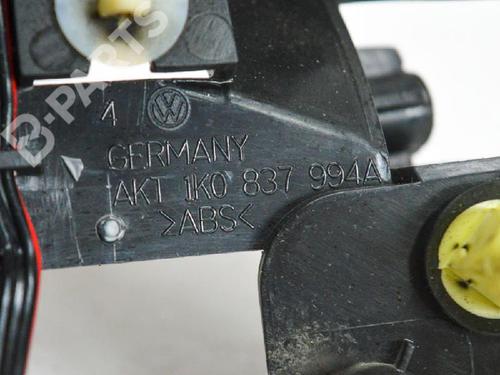 B-PARTS
4
GERMANY
AKT 1K0 837 994A
>ABS<